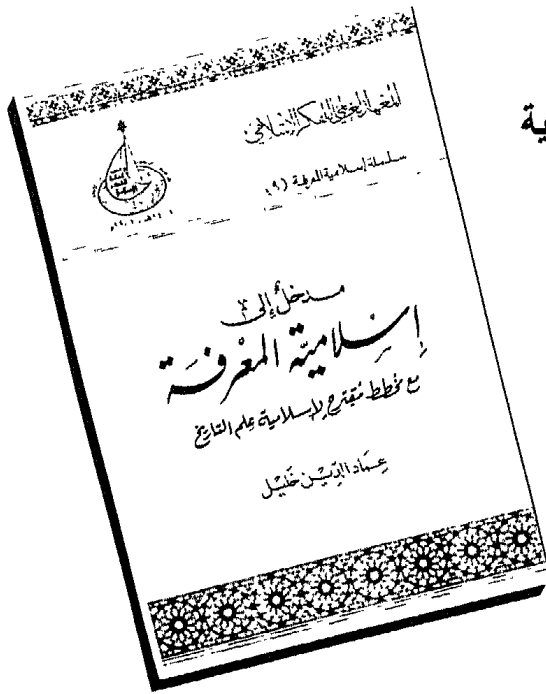 المعهد العالمي للفكر الإسلامي
سلسلة إسلامية المعرفة (٩)
مدخل إلى
إسلامية المعرفة
مع مخطط مقترح لإسلامية علم التاريخ
عماد الدين خليل
ية